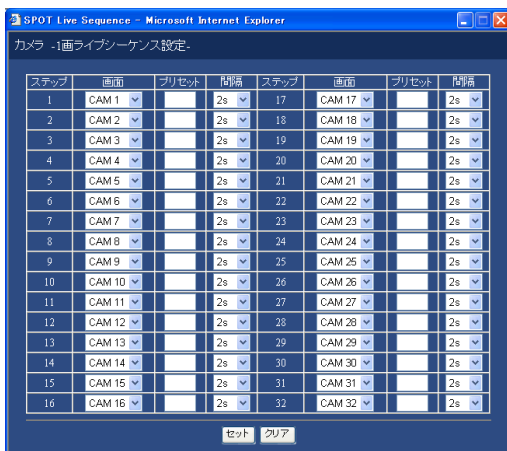 SPOT Live Sequence - Microsoft Internet Explorer
カメラ -1画ライブシーケンス設定-
ステップ 画面 プリセット 間隔 ステップ 画面 プリセット 間隔
1 CAM 1 2s 17 CAM 17 2s
2 CAM 2 2s 18 CAM 18 2s
3 CAM 3 2s 19 CAM 19 2s
4 CAM 4 2s 20 CAM 20 2s
5 CAM 5 2s 21 CAM 21 2s
6 CAM 6 2s 22 CAM 22 2s
7 CAM 7 2s 23 CAM 23 2s
8 CAM 8 2s 24 CAM 24 2s
9 CAM 9 2s 25 CAM 25 2s
10 CAM 10 2s 26 CAM 26 2s
11 CAM 11 2s 27 CAM 27 2s
12 CAM 12 2s 28 CAM 28 2s
13 CAM 13 2s 29 CAM 29 2s
14 CAM 14 2s 30 CAM 30 2s
15 CAM 15 2s 31 CAM 31 2s
16 CAM 16 2s 32 CAM 32 2s
セット クリア